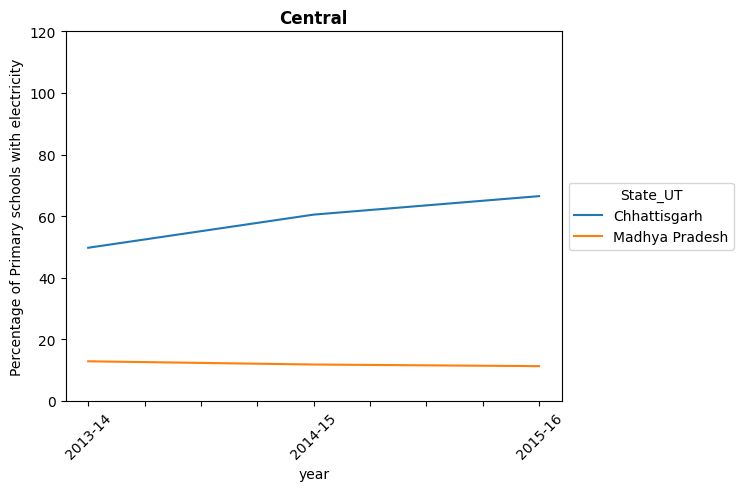 Central
Percentage of Primary schools with electricity
120
100
80
60
40
20
0
2013-14
2014-15
2015-16
year
State_UT
Chhattisgarh
Madhya Pradesh